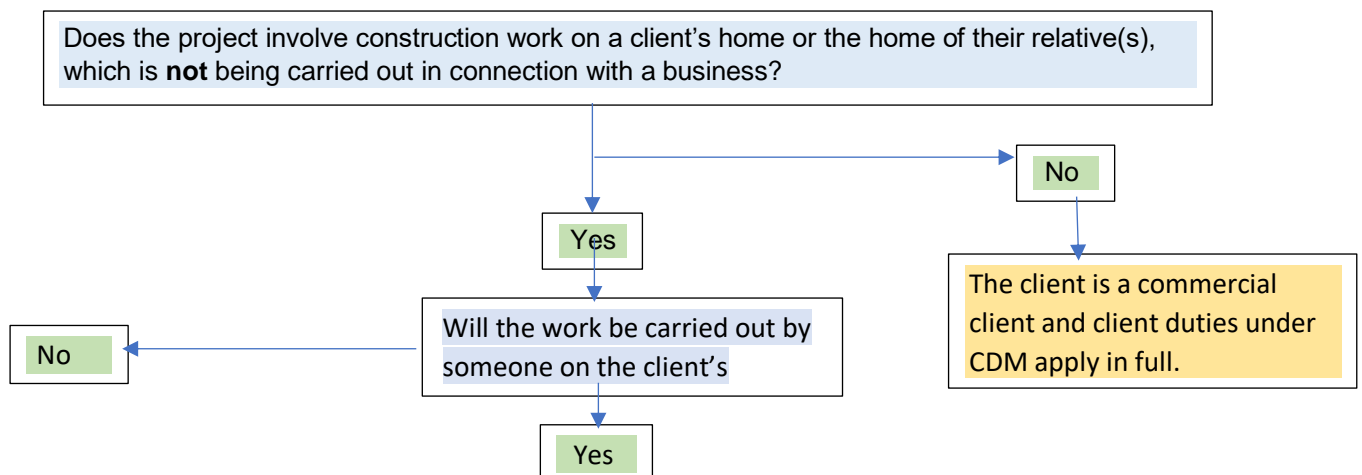 Does the project involve construction work on a client’s home or the home of their relative(s),
which is not being carried out in connection with a business?
No
Yes
The client is a commercial
client and client duties under
CDM apply in full.
Will the work be carried out by
someone on the client’s
No
Yes